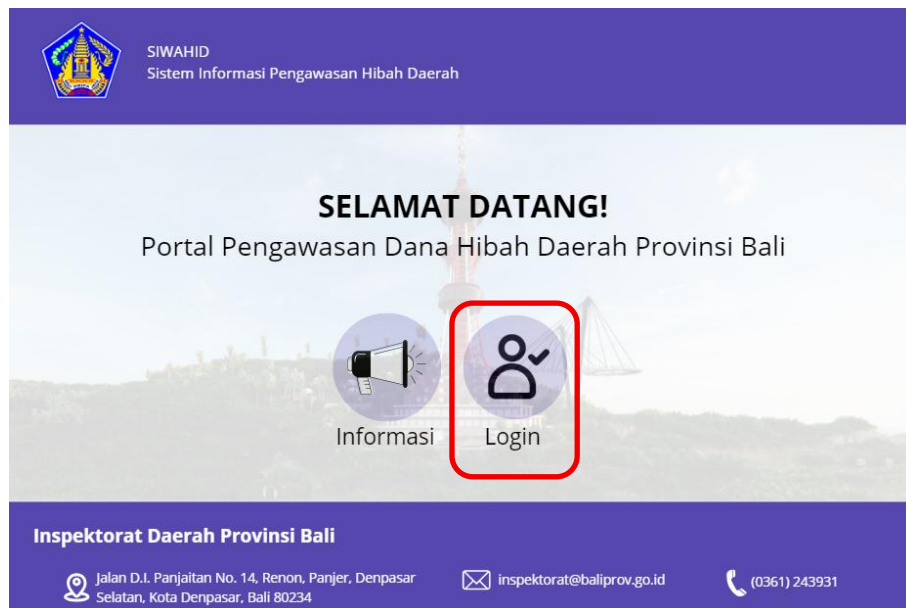 SIWAHID
Sistem Informasi Pengawasan Hibah Daerah
SELAMAT DATANG!
Portal Pengawasan Dana Hibah Daerah Provinsi Bali
Informasi
Login
Inspektorat Daerah Provinsi Bali
Jalan D.I. Panjaitan No. 14, Renon, Panjer, Denpasar
Selatan, Kota Denpasar, Bali 80234
inspektorat@baliprov.go.id
(0361) 243931